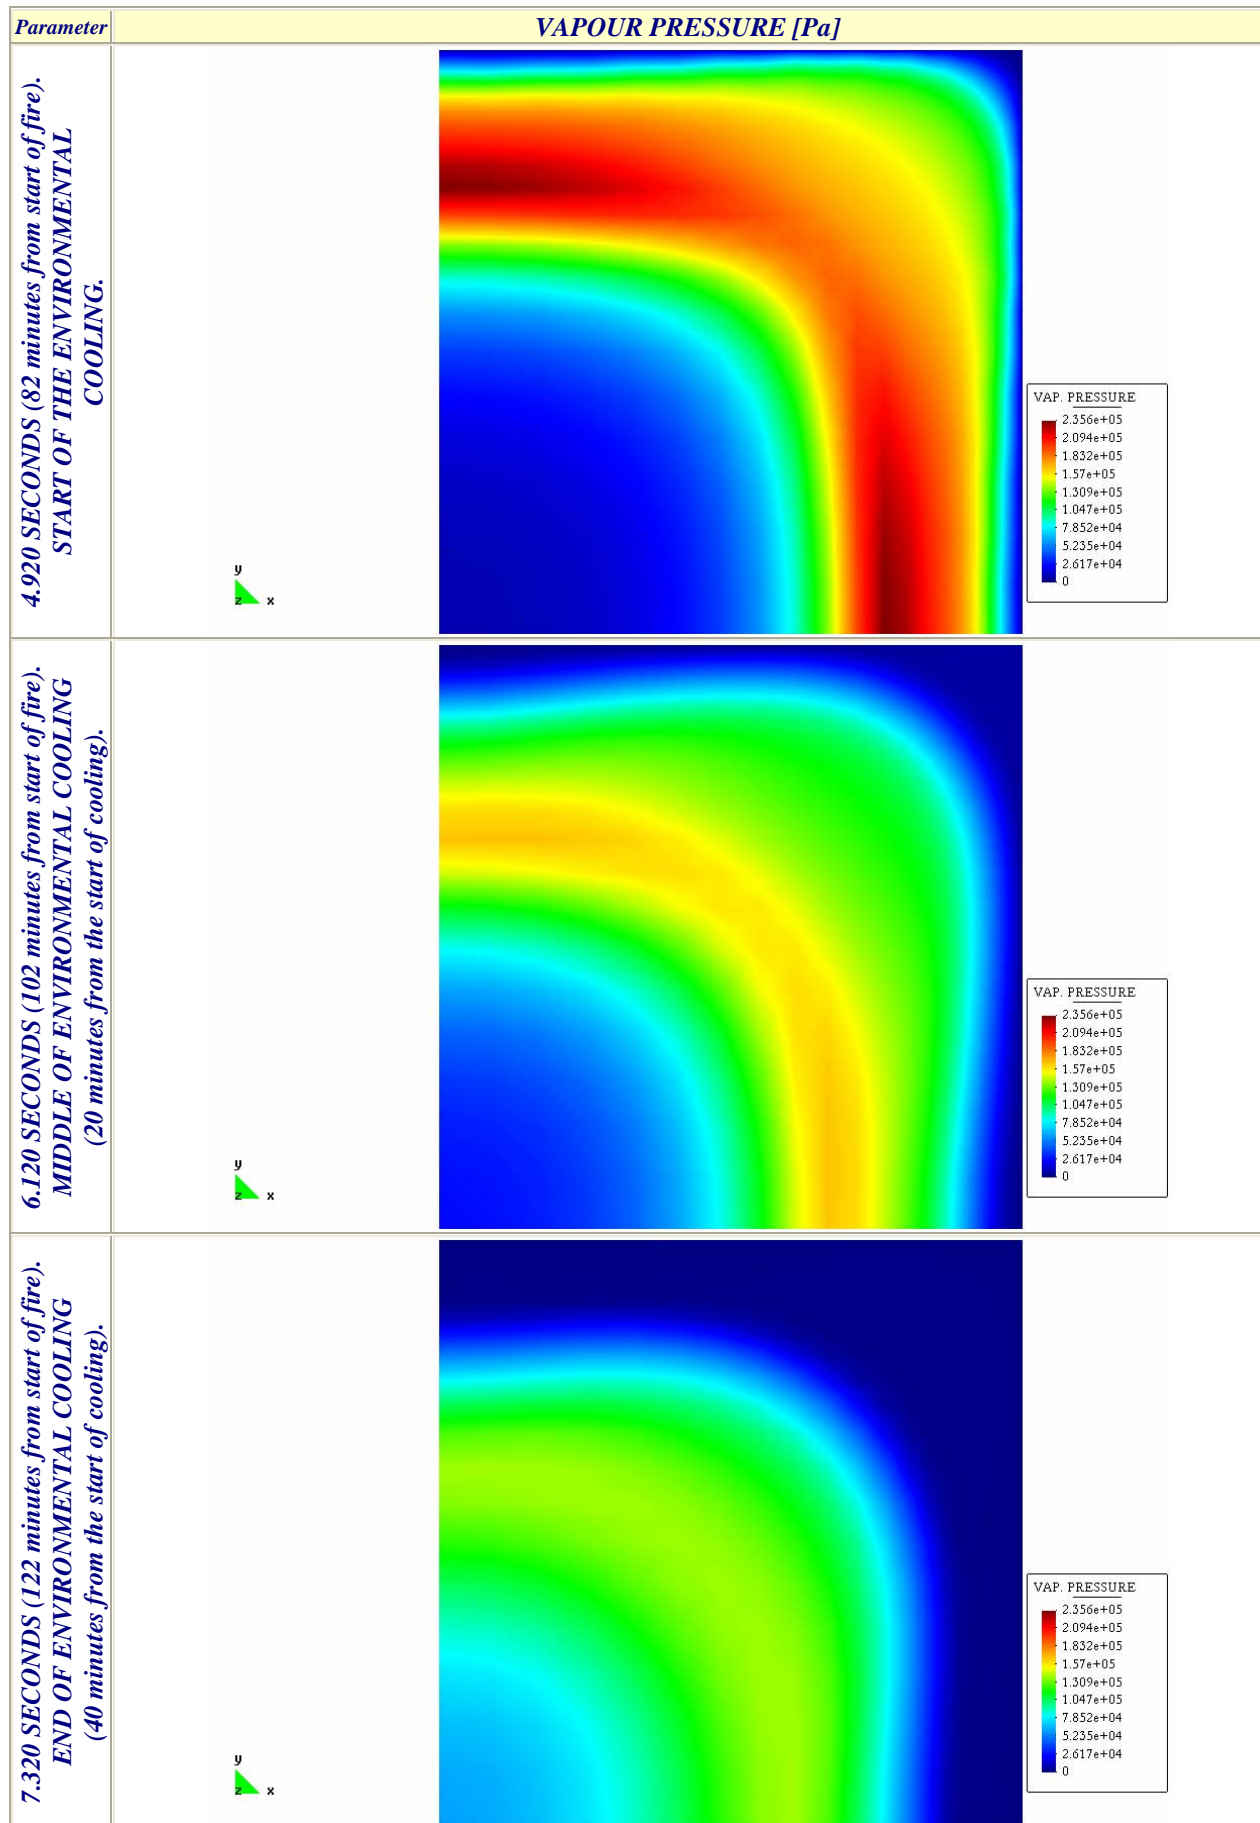 Parameter
VAPOUR PRESSURE [Pa]
4.920 SECONDS (82 minutes from start of fire).
START OF THE ENVIRONMENTAL
COOLING.
y
z x
VAP. PRESSURE
2.356e+05
2.094e+05
1.832e+05
1.57e+05
1.309e+05
1.047e+05
7.852e+04
5.235e+04
2.617e+04
0
6.120 SECONDS (102 minutes from start of fire).
MIDDLE OF ENVIRONMENTAL COOLING
(20 minutes from the start of cooling).
y
z x
VAP. PRESSURE
2.356e+05
2.094e+05
1.832e+05
1.57e+05
1.309e+05
1.047e+05
7.852e+04
5.235e+04
2.617e+04
0
7.320 SECONDS (122 minutes from start of fire).
END OF ENVIRONMENTAL COOLING
(40 minutes from the start of cooling).
y
z x
VAP. PRESSURE
2.356e+05
2.094e+05
1.832e+05
1.57e+05
1.309e+05
1.047e+05
7.852e+04
5.235e+04
2.617e+04
0